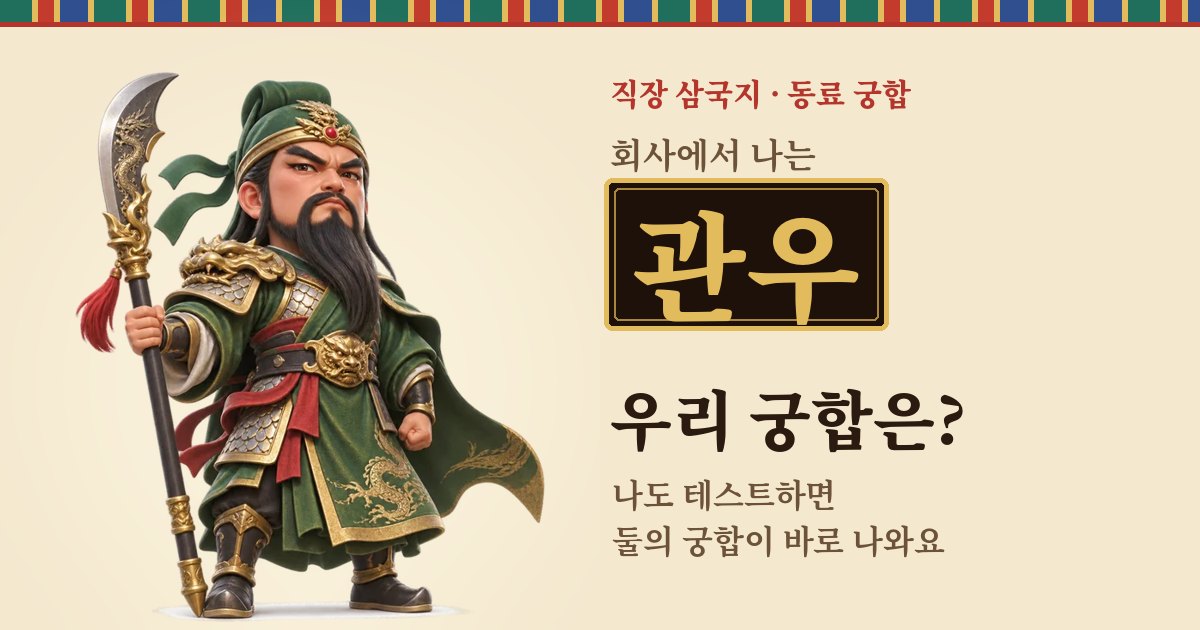 직장 삼국지 · 동료 궁합
회사에서 나는
관우
우리 궁합은?
나도 테스트하면
둘의 궁합이 바로 나와요